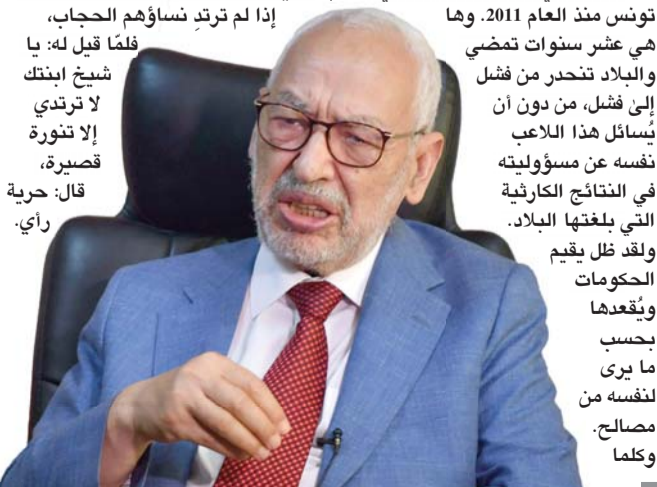 تونس منذ العام 2011. وها
هي عشر سنوات تمضي
والبلاد تنحدر من فشل
إلى فشل، من دون أن
يُسائل هذا اللاعب
نفسه عن مسؤوليته
في النتائج الكارثية
التي بلغتها البلاد.
ولقد ظل يقيم
الحكومات
ويُقعدها
بحسب
ما يرى
لنفسه من
مصالح.
وكلما
إذا لم ترتدِ نساؤهم الحجاب،
فلمّا قيل له: يا
شيخ ابنتك
لا ترتدي
إلا تنورة
قصيرة،
قال: حرية
رأي.